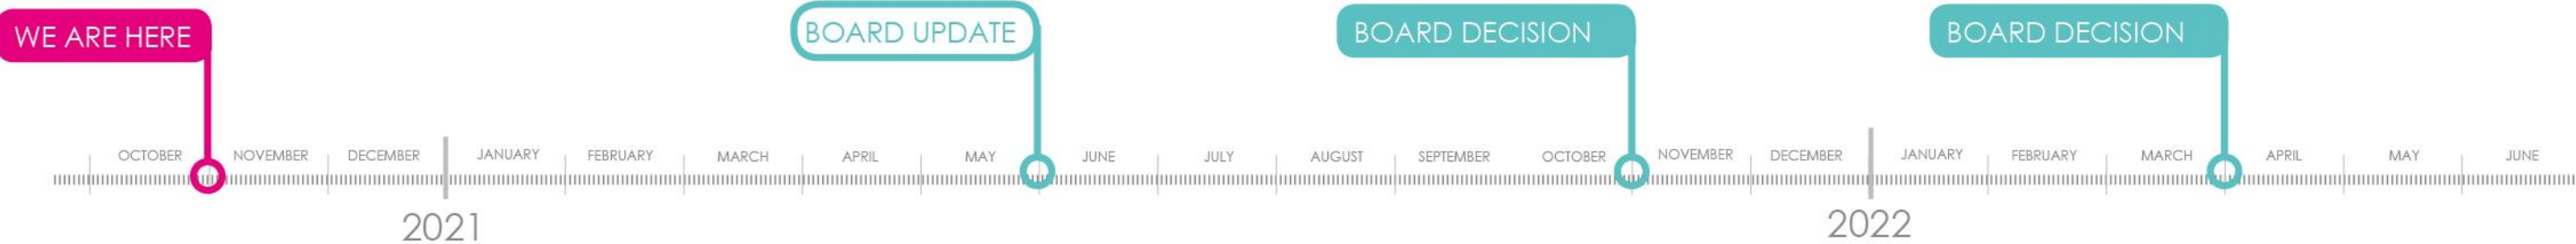 WE ARE HERE
BOARD UPDATE
BOARD DECISION
BOARD DECISION
OCTOBER
NOVEMBER
DECEMBER
JANUARY
FEBRUARY
MARCH
APRIL
MAY
JUNE
JULY
AUGUST
SEPTEMBER
OCTOBER
NOVEMBER
DECEMBER
JANUARY
FEBRUARY
MARCH
APRIL
MAY
JUNE
2021
2022